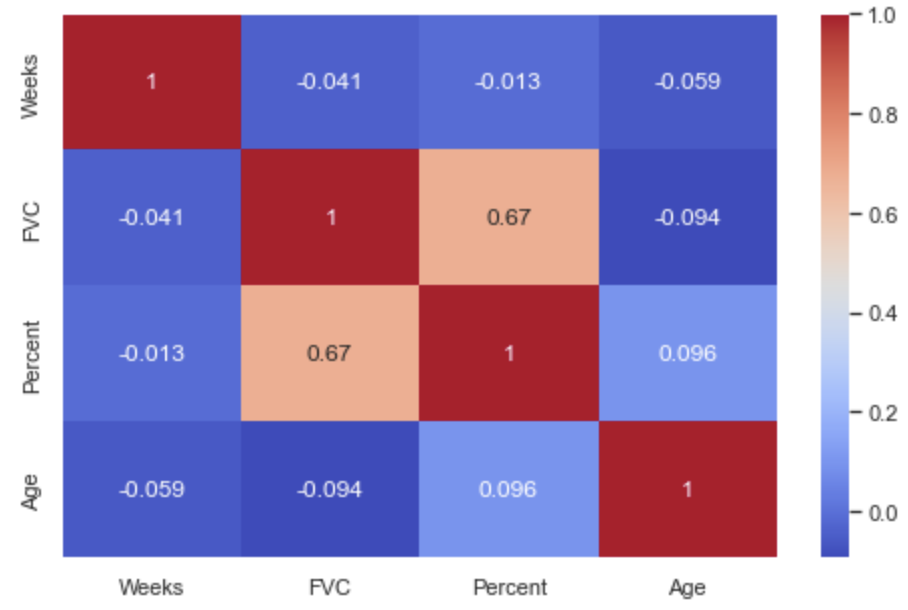 1.0
Weeks 1 -0.041 -0.013 -0.059
0.8
FVC -0.041 1 0.67 -0.094
0.6
0.4
Percent -0.013 0.67 1 0.096
0.2
Age -0.059 -0.094 0.096 1
0.0
Weeks FVC Percent Age